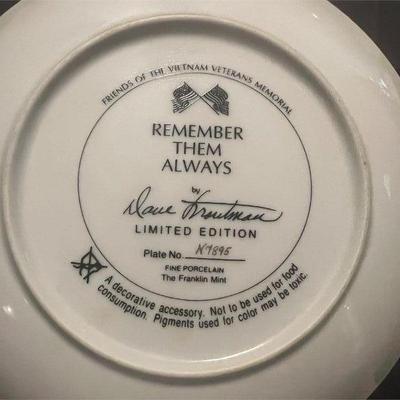 FRIENDS OF THE VIETNAM VETERANS MEMORIAL
REMEMBER
THEM
ALWAYS
by
Dave Troutman
LIMITED EDITION
Plate No. N7895
FINE PORCELAIN
The Franklin Mint
A decorative accessory. Not to be used for food
consumption. Pigments used for color may be toxic.